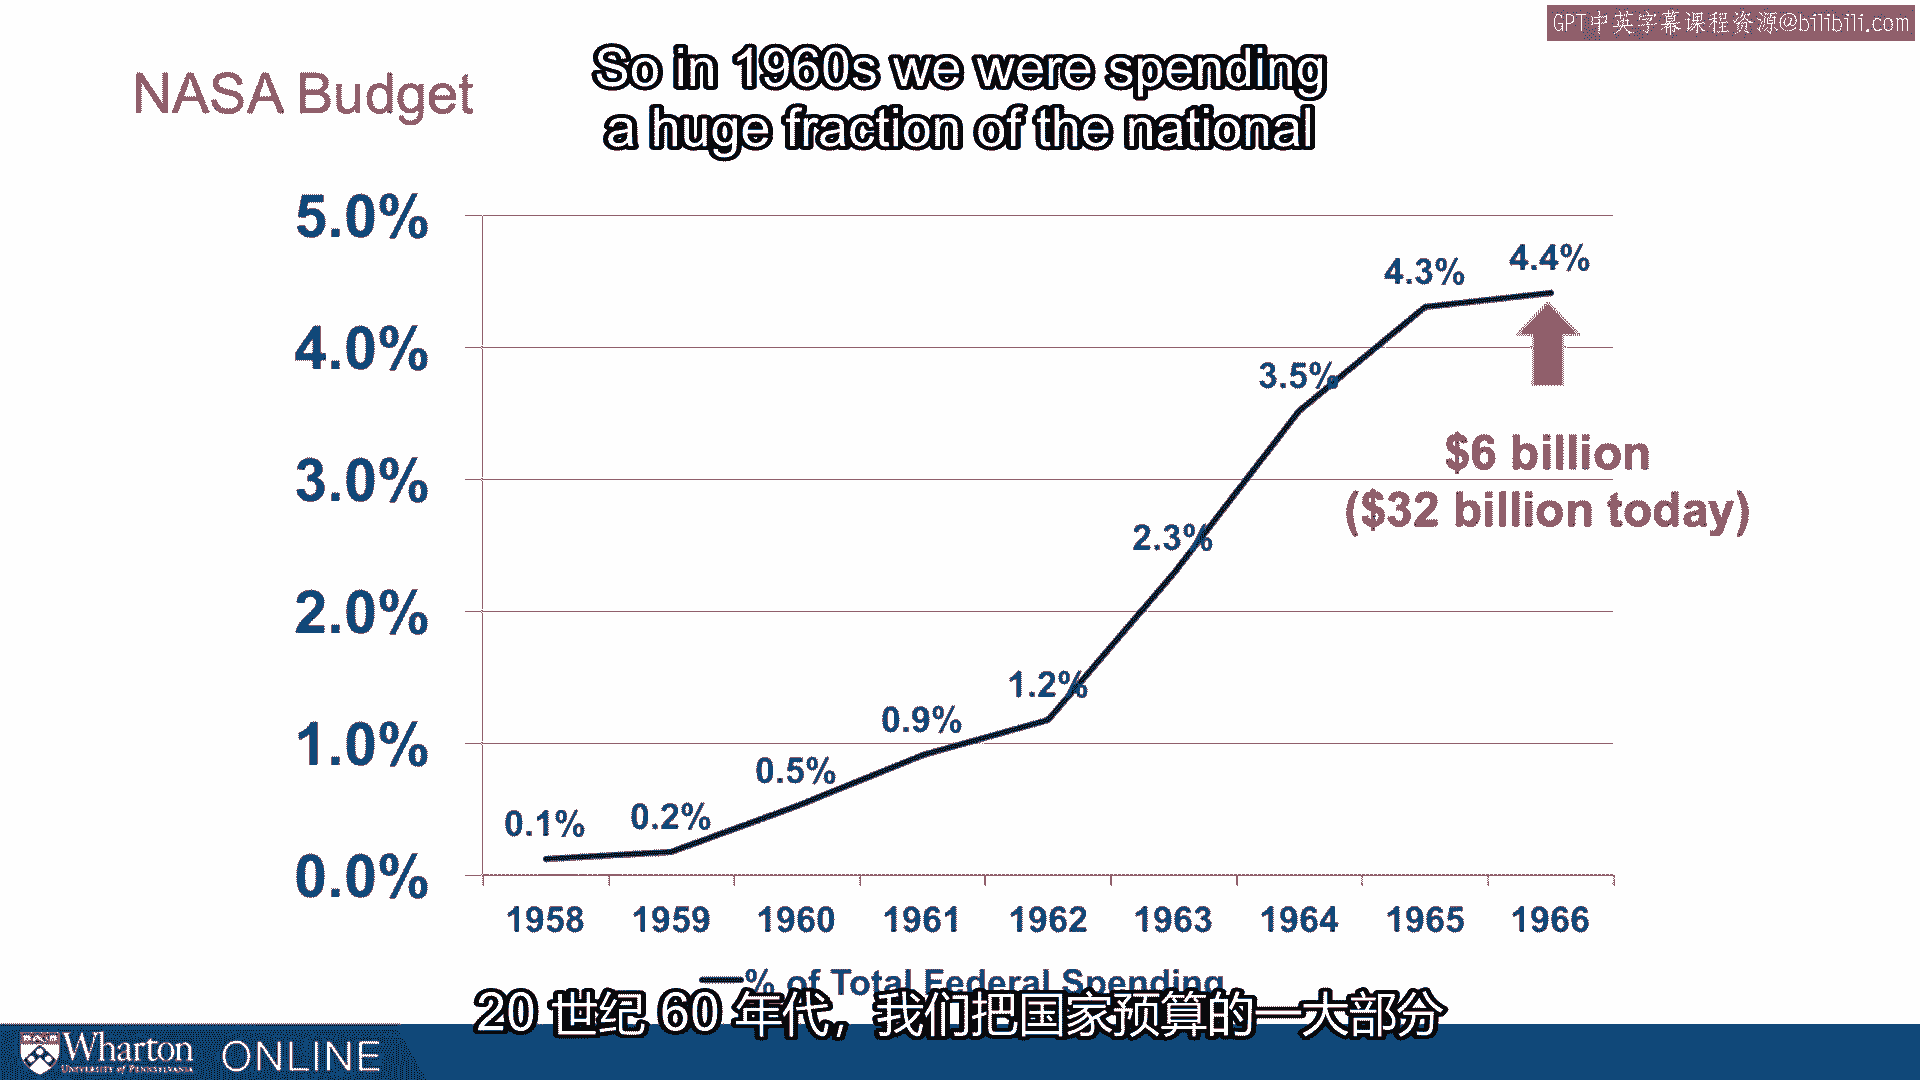 GPT中英字幕课程资源@bilibili.com
So in 1960s we were spending
a huge fraction of the national
NASA Budget
5.0%
4.0%
3.0%
2.0%
1.0%
0.0%
0.1%
0.2%
0.5%
0.9%
1.2%
2.3%
3.5%
4.3%
4.4%
$6 billion
($32 billion today)
1958 1959 1960 1961 1962 1963 1964 1965 1966
% of Total Federal Spending
20 世纪 60 年代，我们把国家预算的一大部分
Wharton ONLINE
UNIVERSITY of PENNSYLVANIA